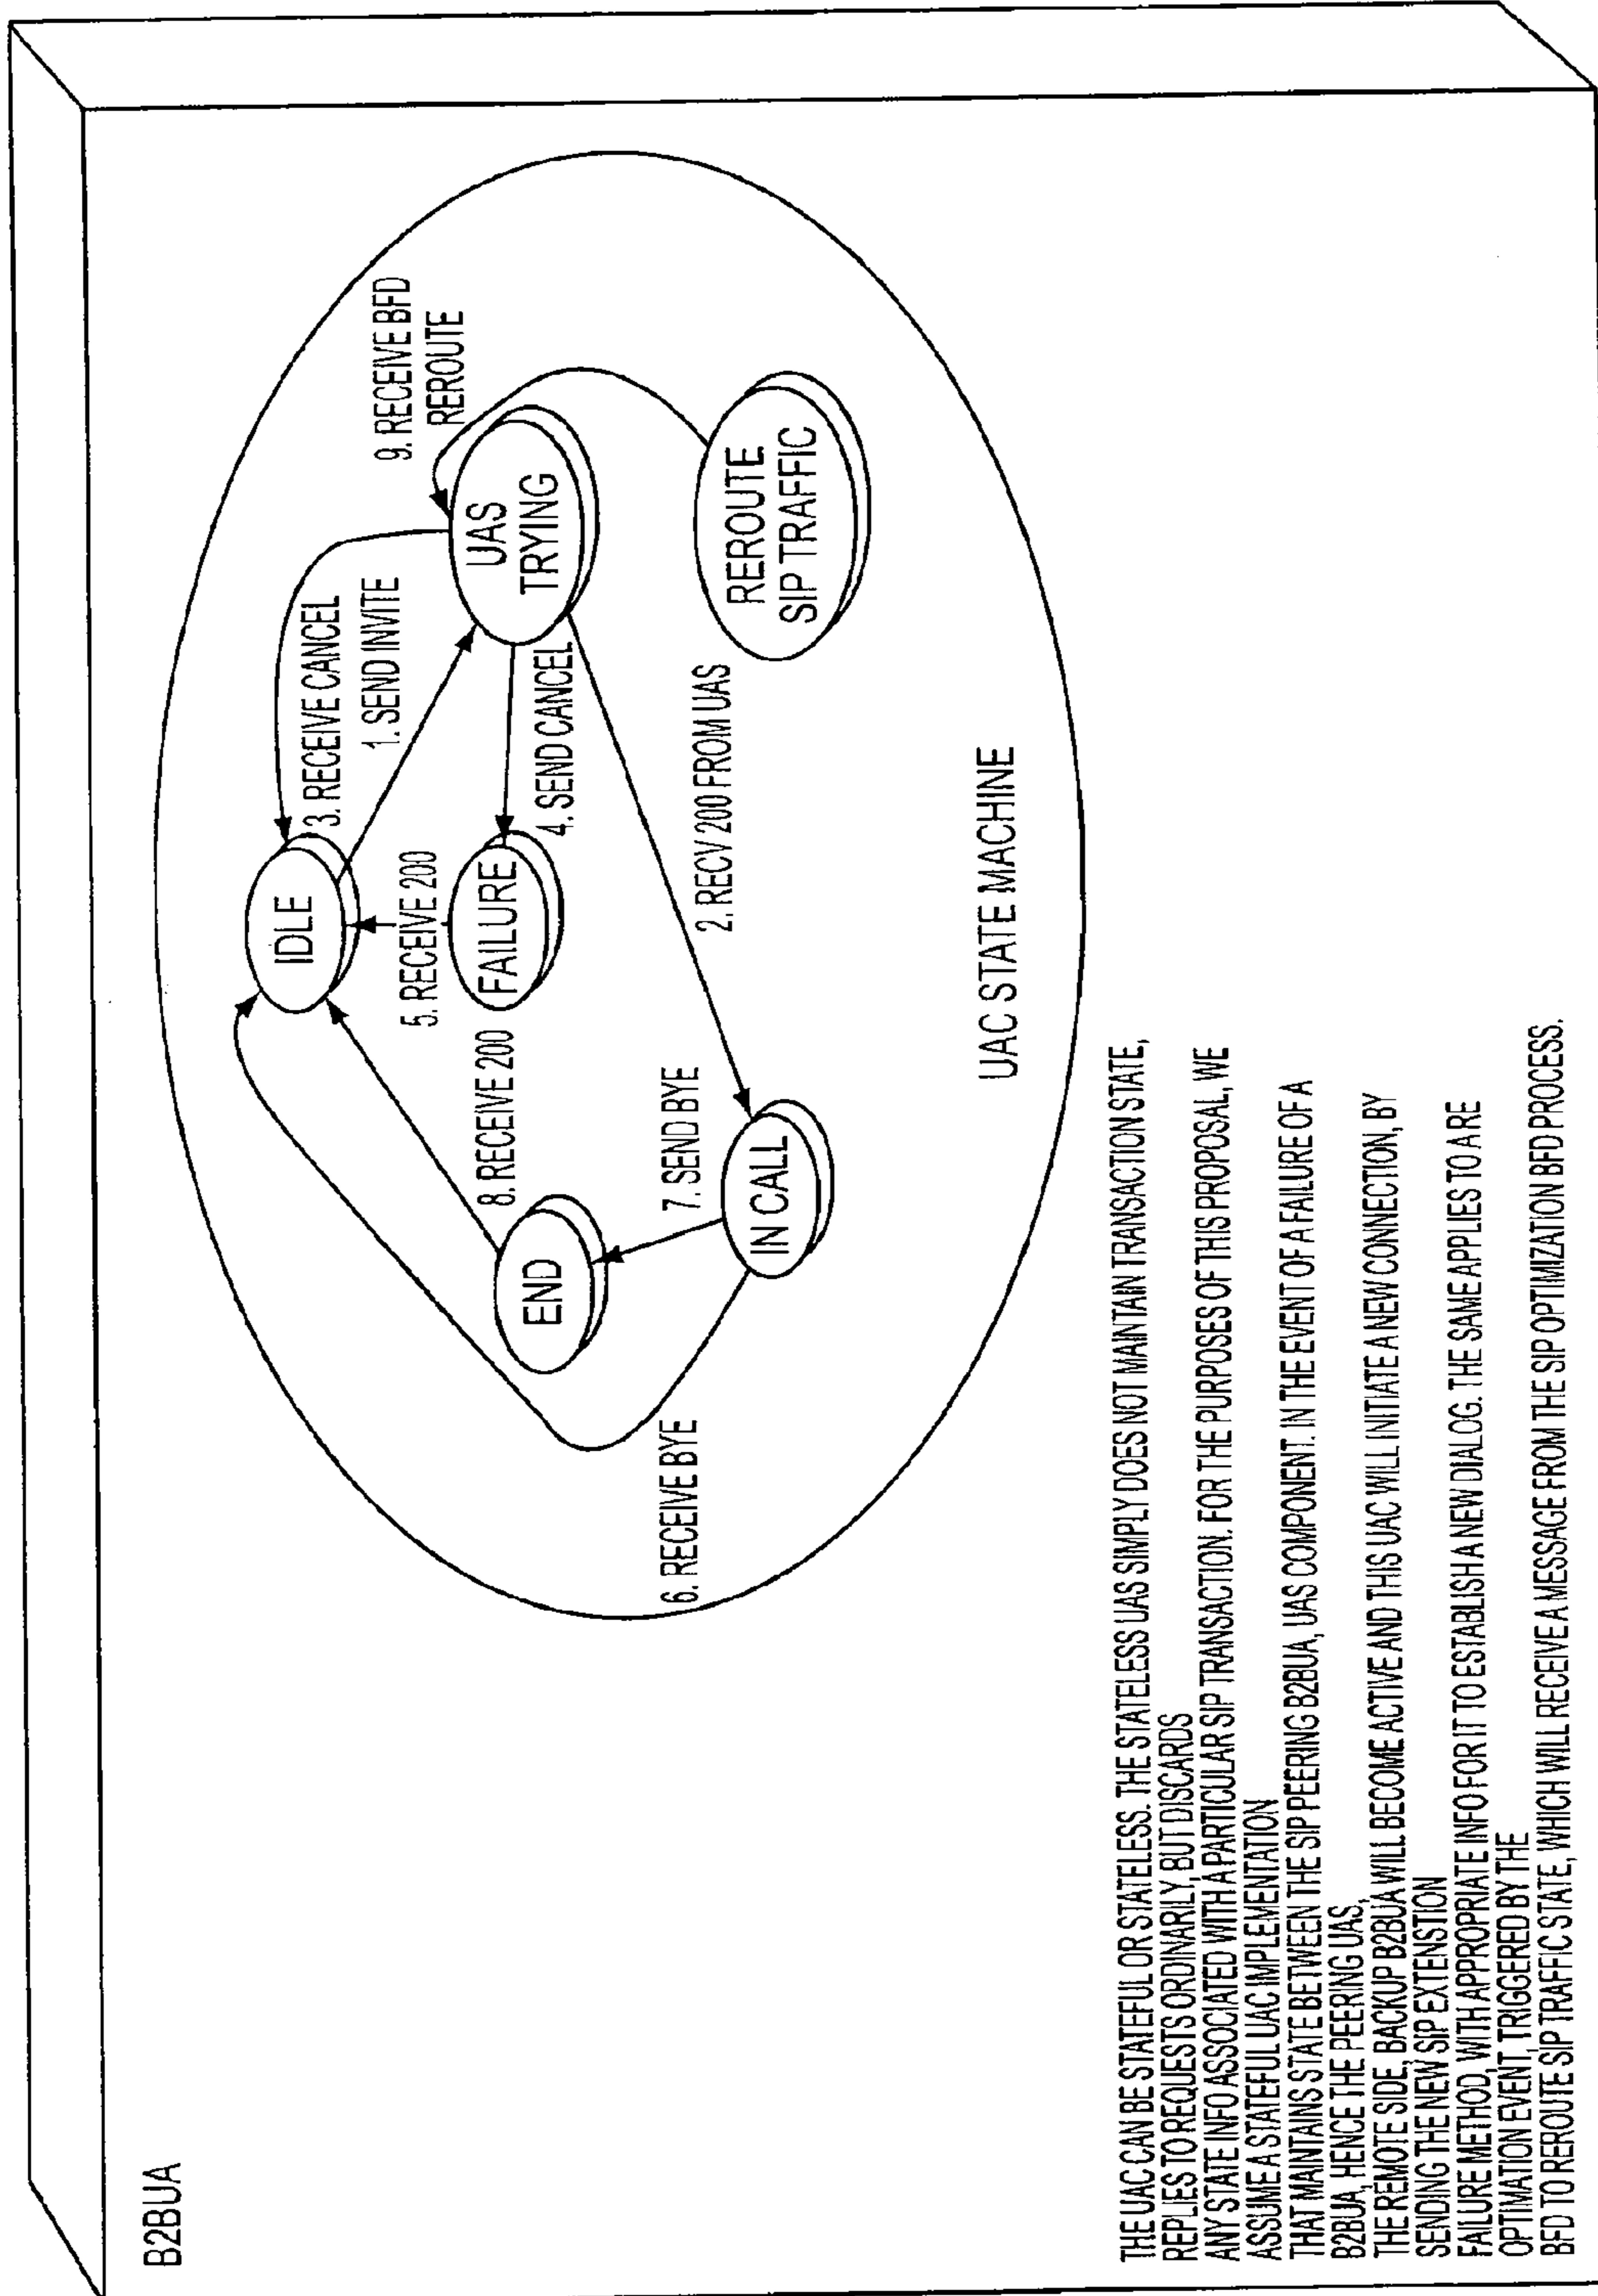 B2BUA
IDLE
3. RECEIVE CANCEL
1. SEND INVITE
9. RECEIVE BFD
REROUTE
5. RECEIVE 200
UAS
TRYING
FAILURE
8. RECEIVE 200
4. SEND CANCEL
END
7. SEND BYE
6. RECEIVE BYE
2. RECV 200 FROM UAS
IN CALL
REROUTE
SIP TRAFFIC
UAC STATE MACHINE
THE UAC CAN BE STATEFUL OR STATELESS. THE STATELESS UAS SIMPLY DOES NOT MAINTAIN TRANSACTION STATE,
REPLIES TO REQUESTS ORDINARILY, BUT DISCARDS
ANY STATE INFO ASSOCIATED WITH A PARTICULAR SIP TRANSACTION. FOR THE PURPOSES OF THIS PROPOSAL, WE
ASSUME A STATEFUL UAC IMPLEMENTATION
THAT MAINTAINS STATE BETWEEN THE SIP PEERING B2BUA, UAS COMPONENT. IN THE EVENT OF A FAILURE OF A
B2BUA, HENCE THE PEERING UAS,
THE REMOTE SIDE, BACKUP B2BUA WILL BECOME ACTIVE AND THIS UAC WILL INITIATE A NEW CONNECTION, BY
SENDING THE NEW SIP EXTENSTION
FAILURE METHOD, WITH APPROPRIATE INFO FOR IT TO ESTABLISH A NEW DIALOG. THE SAME APPLIES TO ARE
OPTIMATION EVENT, TRIGGERED BY THE
BFD TO REROUTE SIP TRAFFIC STATE, WHICH WILL RECEIVE A MESSAGE FROM THE SIP OPTIMIZATION BFD PROCESS.